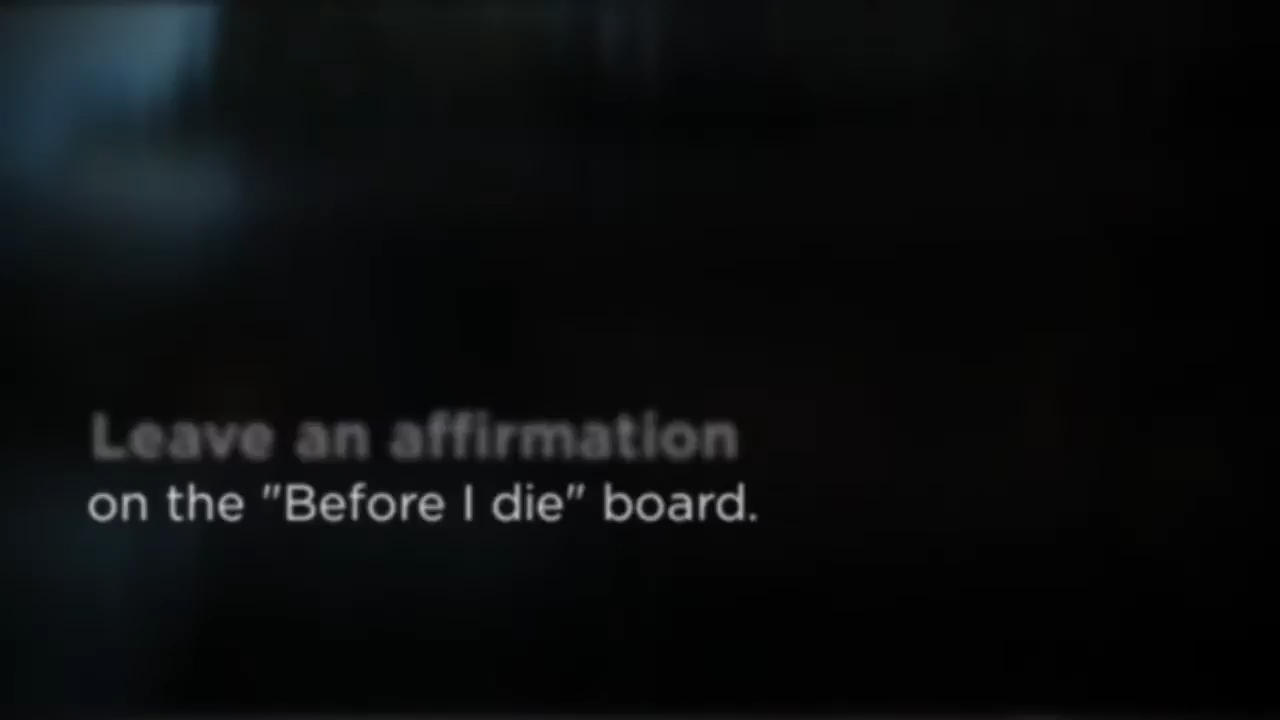 Leave an affirmation
on the "Before I die" board.